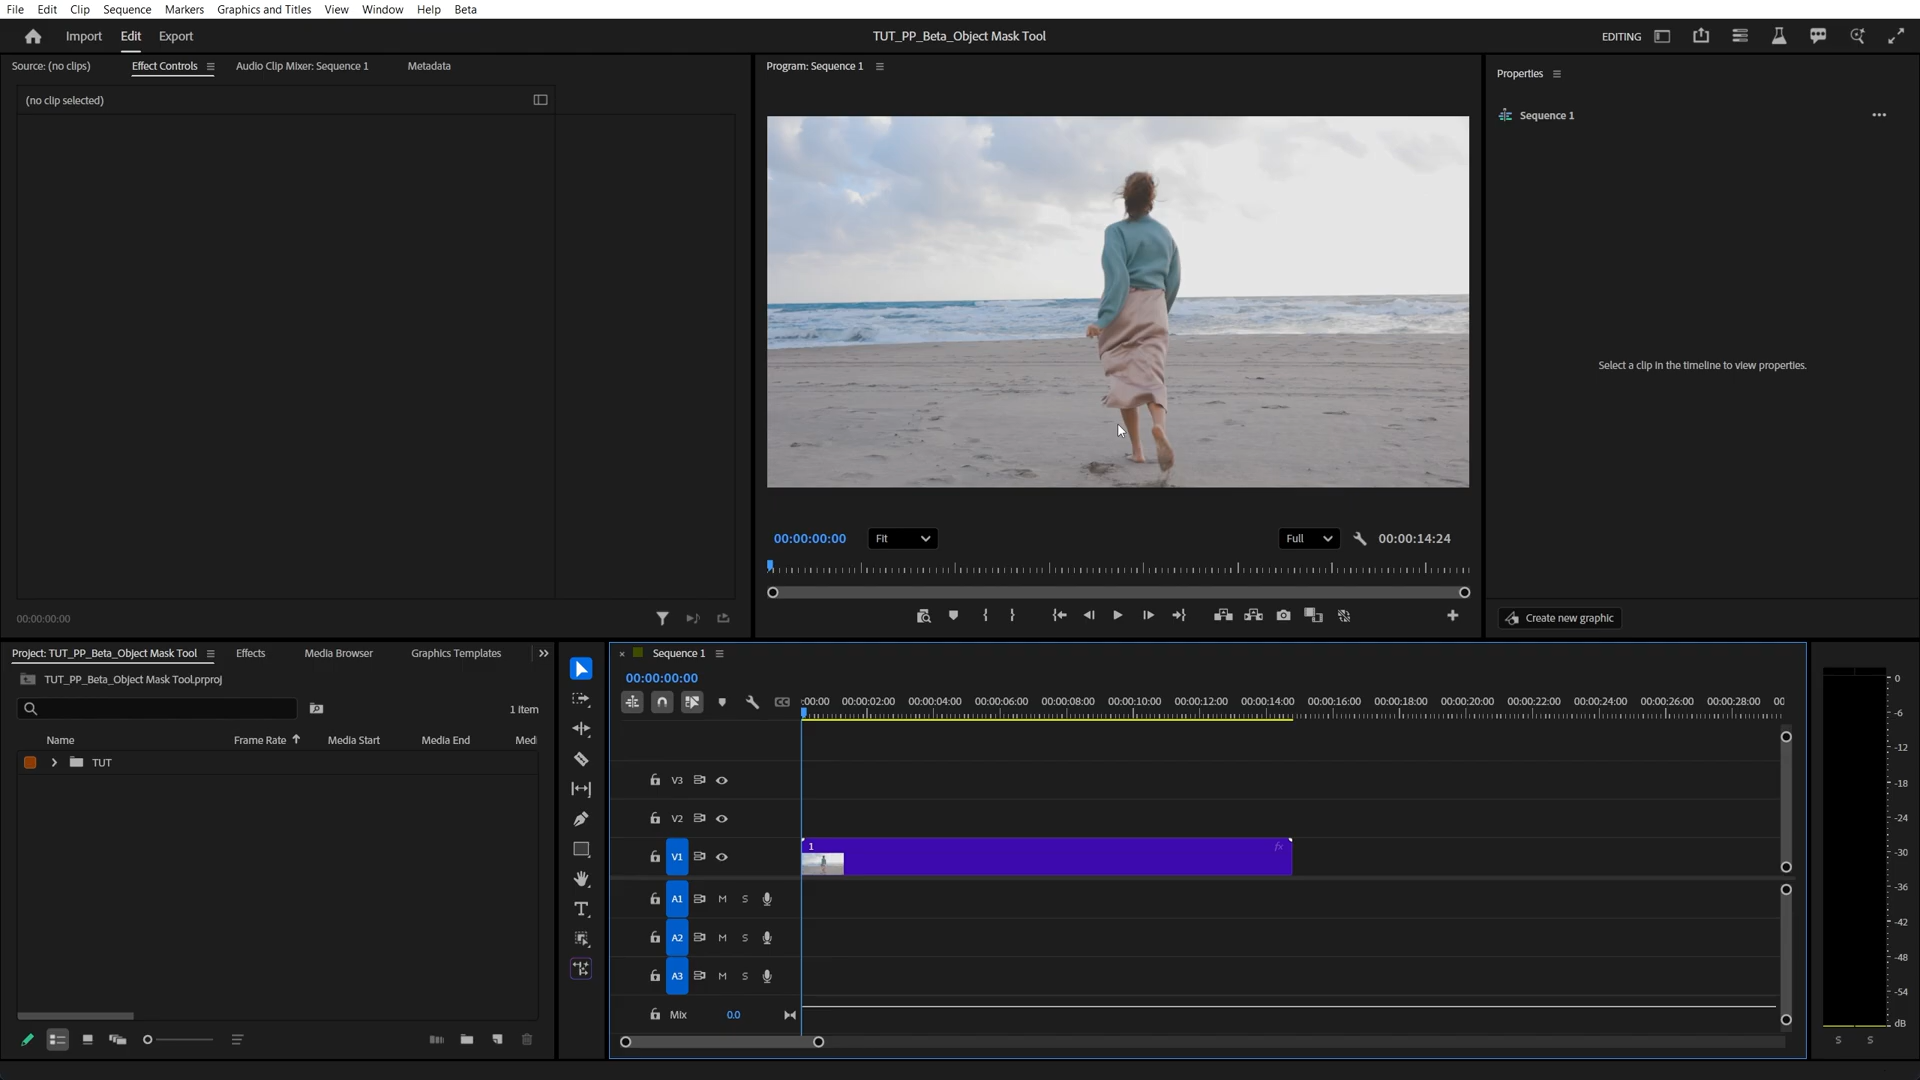 File Edit Clip Sequence Markers Graphics and Titles View Window Help Beta
Import Edit Export TUT_PP_Beta_Object Mask Tool EDITING
Source: (no clips) Effect Controls Audio Clip Mixer: Sequence 1 Metadata
(no clip selected)
00:00:00:00
Program: Sequence 1
00:00:00:00 Fit Full 00:00:14:24
Properties
Sequence 1
Select a clip in the timeline to view properties.
Create new graphic
Project: TUT_PP_Beta_Object Mask Tool Effects Media Browser Graphics Templates
TUT_PP_Beta_Object Mask Tool.prproj
1 Item
Name Frame Rate Media Start Media End Medi
TUT
Sequence 1
00:00:00:00
:00:00 00:00:02:00 00:00:04:00 00:00:06:00 00:00:08:00 00:00:10:00 00:00:12:00 00:00:14:00 00:00:16:00 00:00:18:00 00:00:20:00 00:00:22:00 00:00:24:00 00:00:26:00 00:00:28:00 00
V3
V2
V1 1 fx
A1 M S
A2 M S
A3 M S
Mix 0.0
0
-6
-12
-18
-24
-30
-36
-42
-48
-54
dB
S S